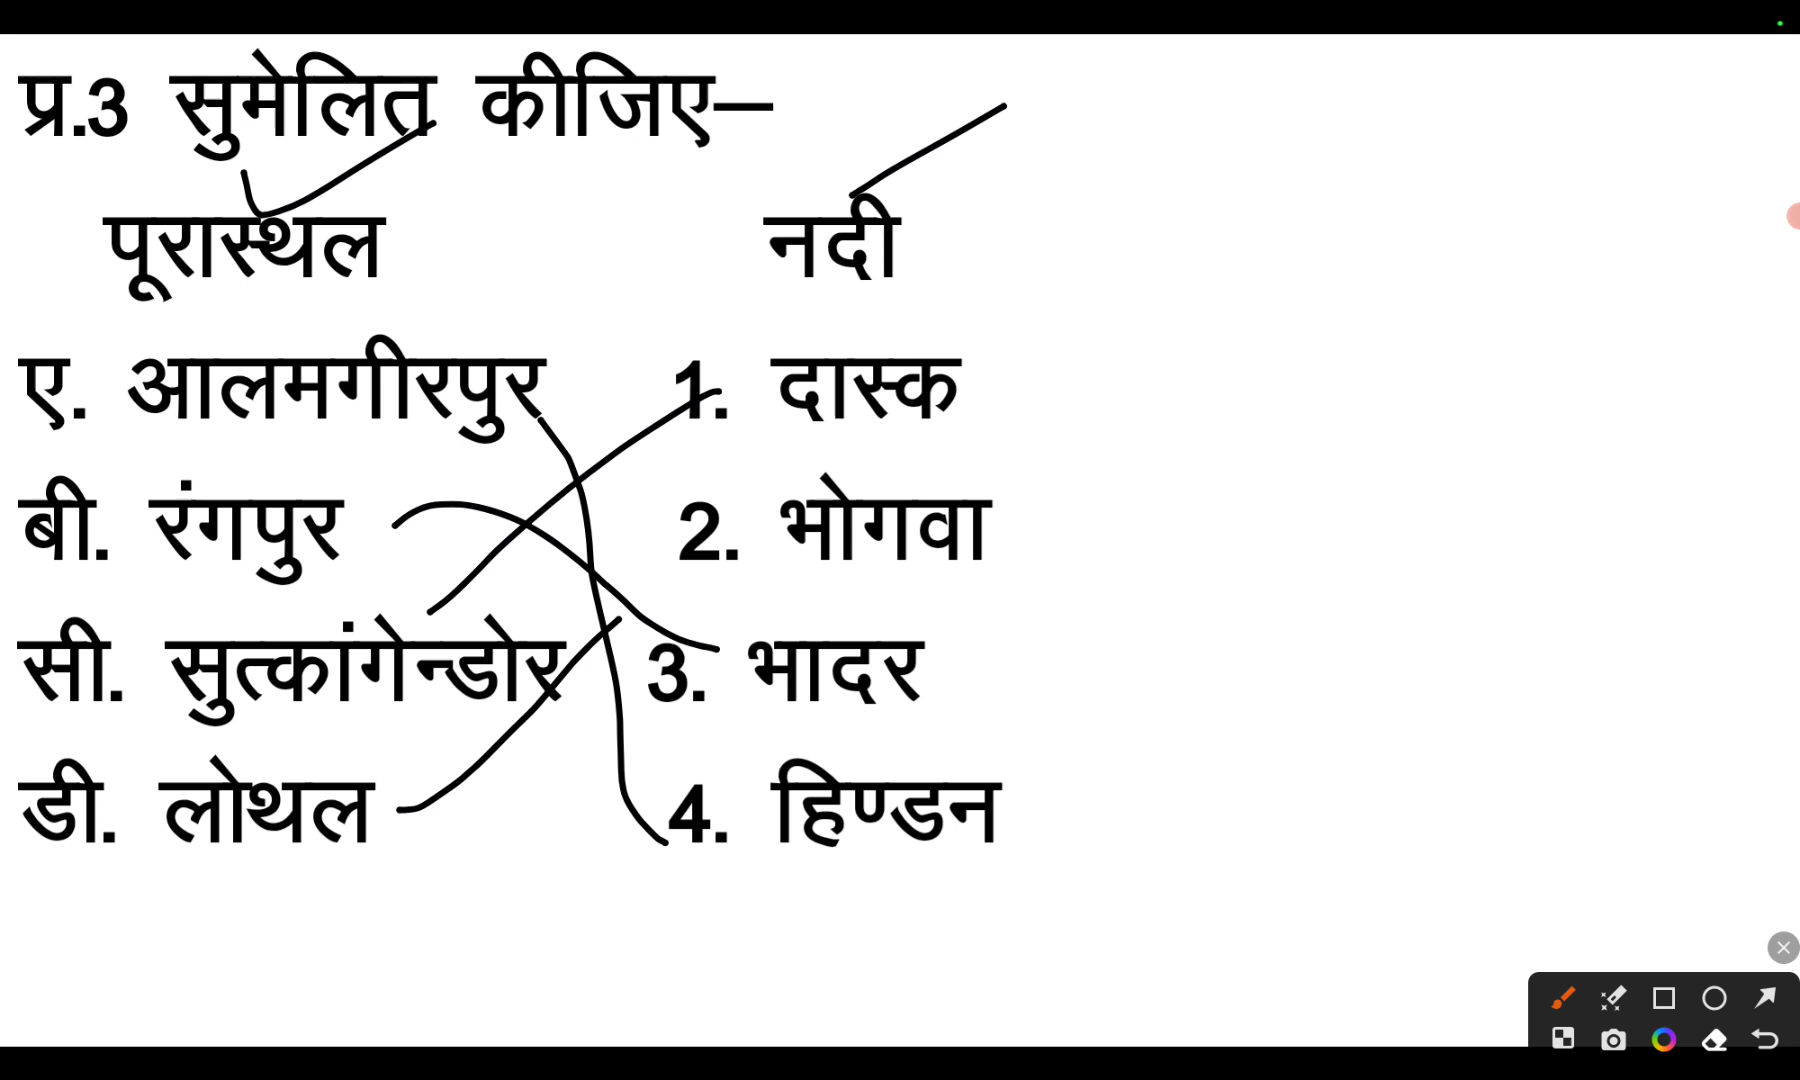 प्र.3 सुमेलित कीजिए—
पूरास्थल नदी
ए. आलमगीरपुर 1. दास्क
बी. रंगपुर 2. भोगवा
सी. सुत्कांगेन्डोर 3. भादर
डी. लोथल 4. हिण्डन